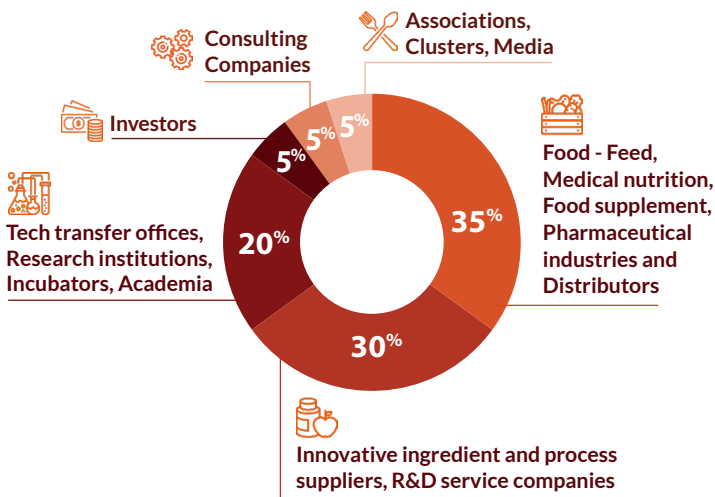 Associations,
Clusters, Media
Consulting
Companies
Investors
Tech transfer offices,
Research institutions,
Incubators, Academia
Food - Feed,
Medical nutrition,
Food supplement,
Pharmaceutical
industries and
Distributors
5%
5%
5%
20%
35%
30%
Innovative ingredient and process
suppliers, R&D service companies